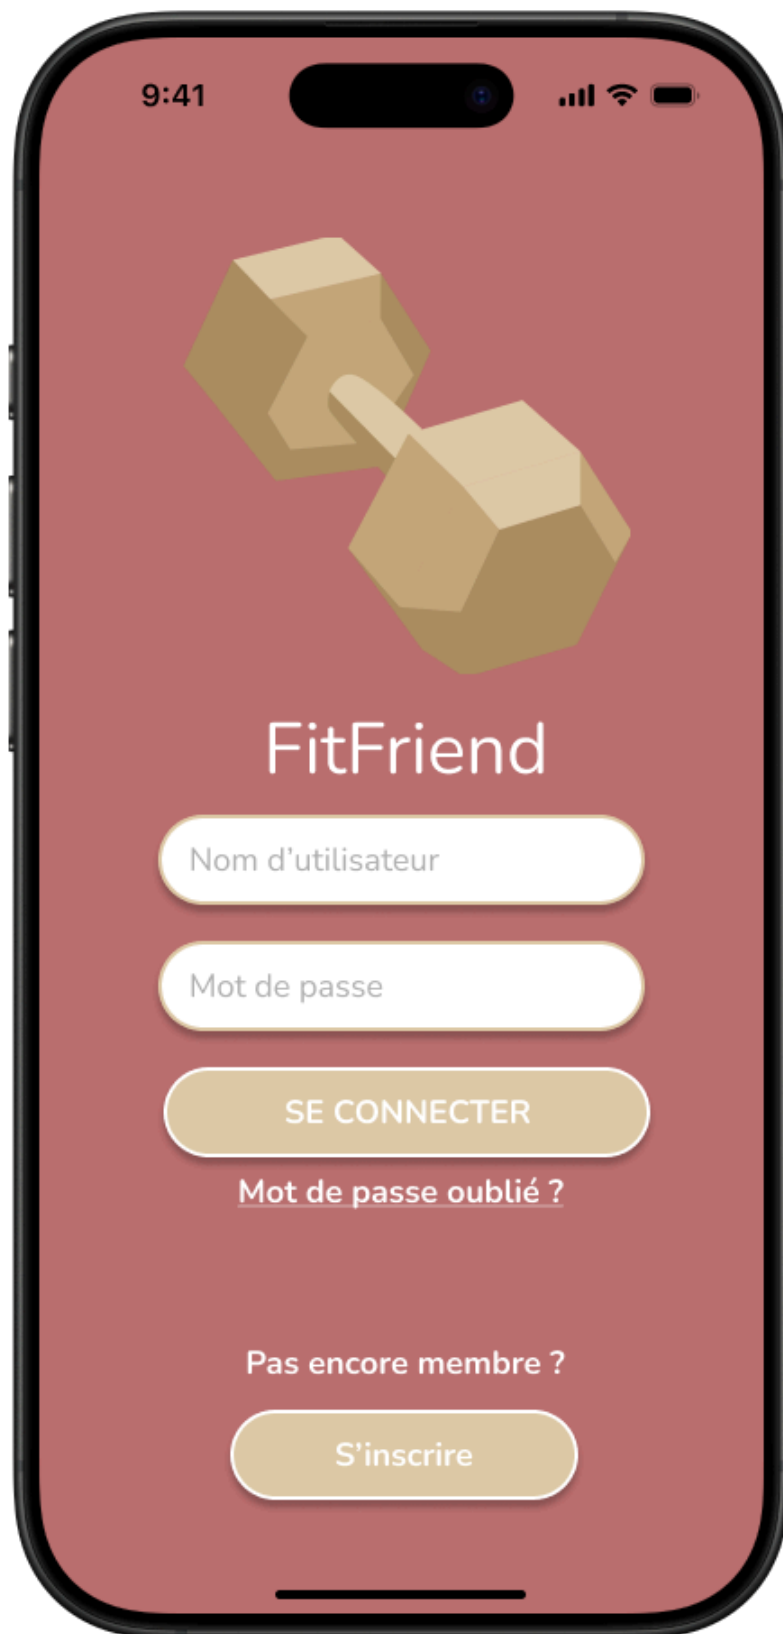 9:41
FitFriend
Nom d’utilisateur
Mot de passe
SE CONNECTER
Mot de passe oublié ?
Pas encore membre ?
S’inscrire